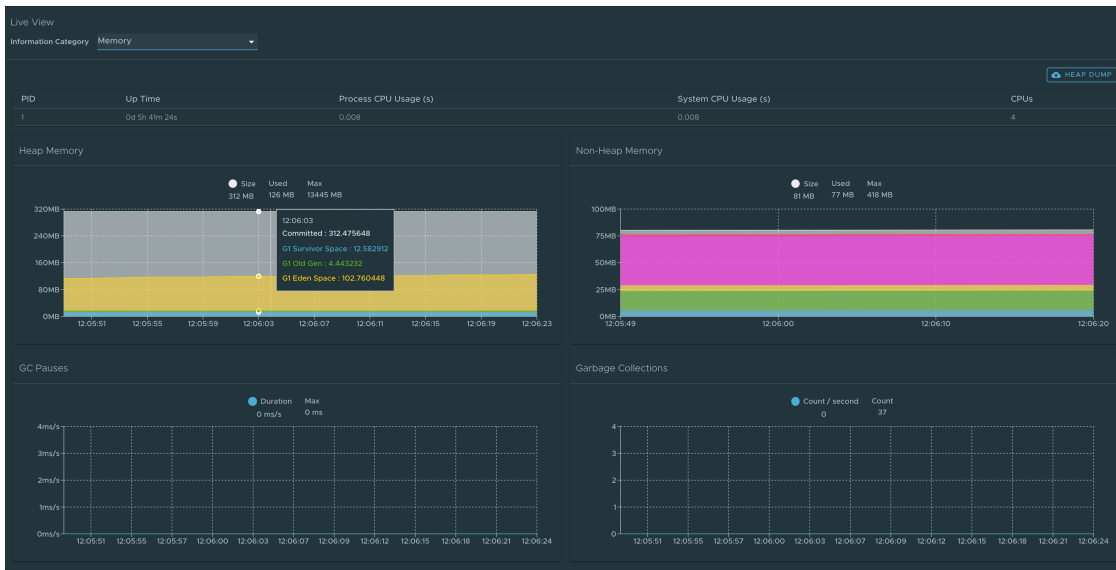 Live View
Information Category Memory
HEAP DUMP
PID Up Time Process CPU Usage (s) System CPU Usage (s) CPUs
1 0d 5h 41m 24s 0.008 0.008 4
Heap Memory
Size Used Max
312 MB 126 MB 13445 MB
320MB
240MB
160MB
80MB
0MB
12:06:03
Committed : 312.475648
G1 Survivor Space : 12.582912
G1 Old Gen : 4.443232
G1 Eden Space : 102.760448
12:05:51 12:05:55 12:05:59 12:06:03 12:06:07 12:06:11 12:06:15 12:06:19 12:06:23
Non-Heap Memory
Size Used Max
81 MB 77 MB 418 MB
100MB
75MB
50MB
25MB
0MB
12:05:49 12:06:00 12:06:10 12:06:20
GC Pauses
Duration Max
0 ms/s 0 ms
4ms/s
3ms/s
2ms/s
1ms/s
0ms/s
12:05:51 12:05:55 12:05:57 12:06:00 12:06:03 12:06:07 12:06:09 12:06:12 12:06:15 12:06:18 12:06:21 12:06:24
Garbage Collections
Count / second Count
0 37
4
3
2
1
0
12:05:51 12:05:55 12:05:57 12:06:00 12:06:03 12:06:07 12:06:09 12:06:12 12:06:15 12:06:18 12:06:21 12:06:24